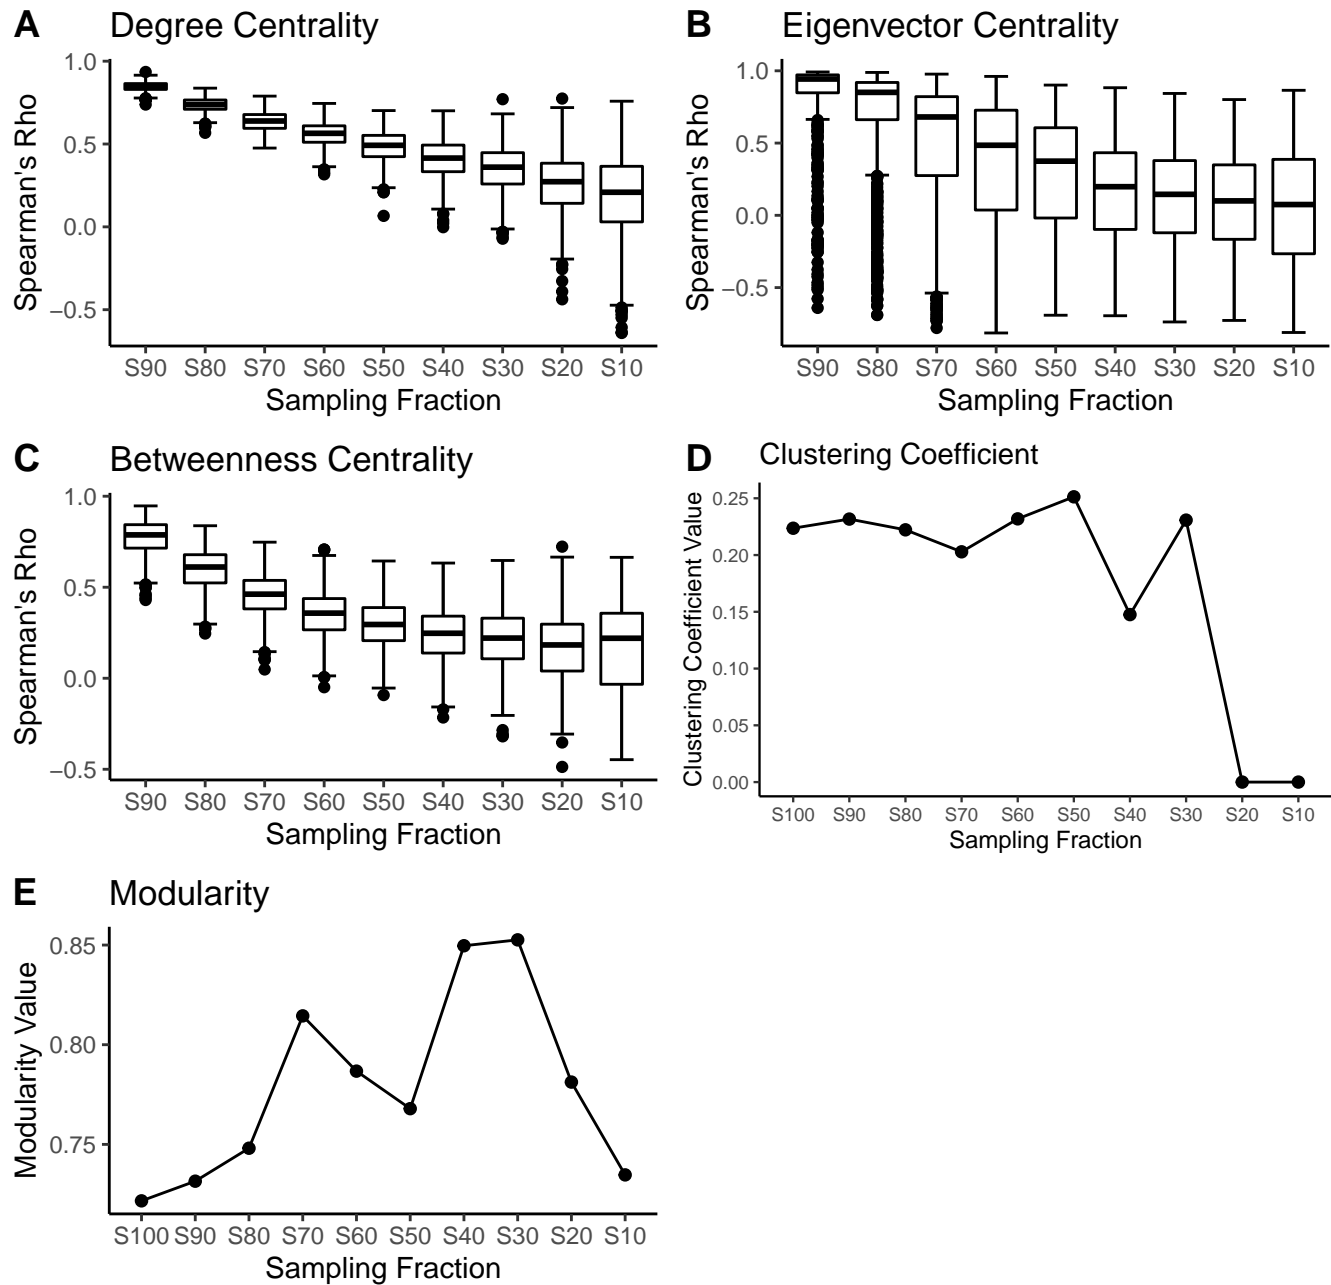 A Degree Centrality
1.0
0.5
0.0
−0.5
Spearman's Rho
S90 S80 S70 S60 S50 S40 S30 S20 S10
Sampling Fraction
B Eigenvector Centrality
1.0
0.5
0.0
−0.5
Spearman's Rho
S90 S80 S70 S60 S50 S40 S30 S20 S10
Sampling Fraction
C Betweenness Centrality
1.0
0.5
0.0
−0.5
Spearman's Rho
S90 S80 S70 S60 S50 S40 S30 S20 S10
Sampling Fraction
D Clustering Coefficient
0.25
0.20
0.15
0.10
0.05
0.00
Clustering Coefficient Value
S100 S90 S80 S70 S60 S50 S40 S30 S20 S10
Sampling Fraction
E Modularity
0.85
0.80
0.75
Modularity Value
S100 S90 S80 S70 S60 S50 S40 S30 S20 S10
Sampling Fraction